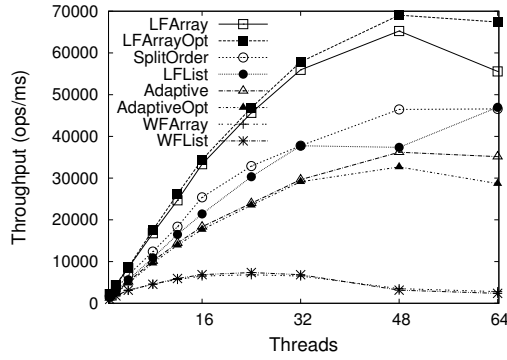 70000
60000
50000
40000
30000
20000
10000
0
Throughput (ops/ms)
LFArray
LFArrayOpt
SplitOrder
LFList
Adaptive
AdaptiveOpt
WFArray
WFList
16
32
48
64
Threads